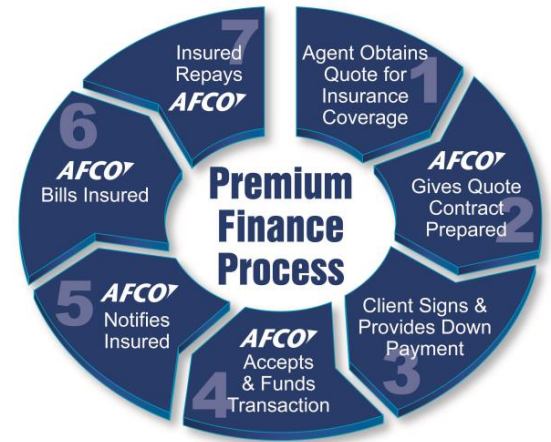 Premium
Finance
Process
1
Agent Obtains
Quote for
Insurance
Coverage
2
AFCO
Gives Quote
Contract
Prepared
3
Client Signs &
Provides Down
Payment
4
AFCO
Accepts
& Funds
Transaction
5
AFCO
Notifies
Insured
6
AFCO
Bills Insured
7
Insured
Repays
AFCO